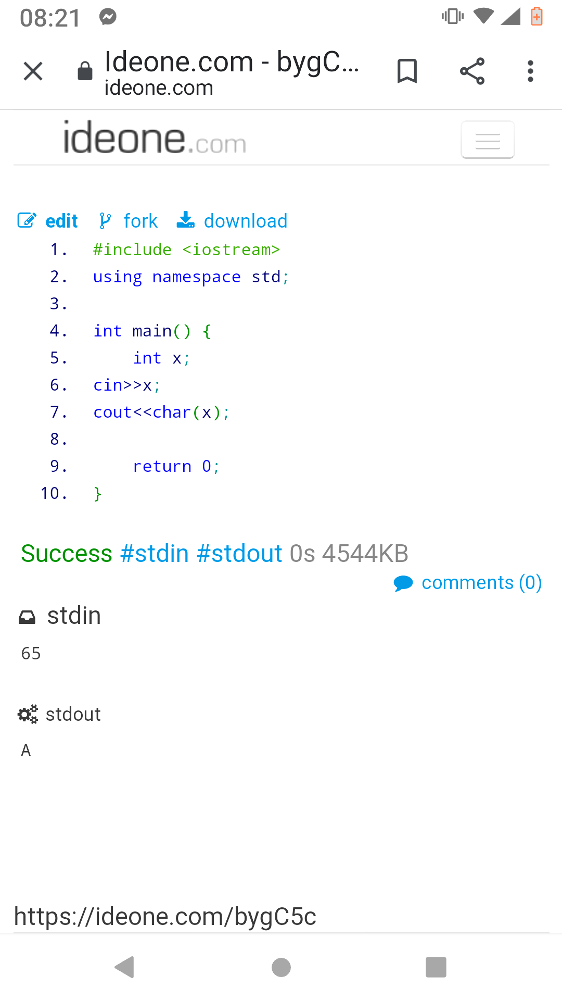 08:21
Ideone.com - bygC...
ideone.com
ideone.com
edit fork download
1. #include <iostream>
2. using namespace std;
3.
4. int main() {
5.     int x;
6. cin>>x;
7. cout<<char(x);
8.
9.     return 0;
10. }
Success #stdin #stdout 0s 4544KB
comments (0)
stdin
65
stdout
A
https://ideone.com/bygC5c